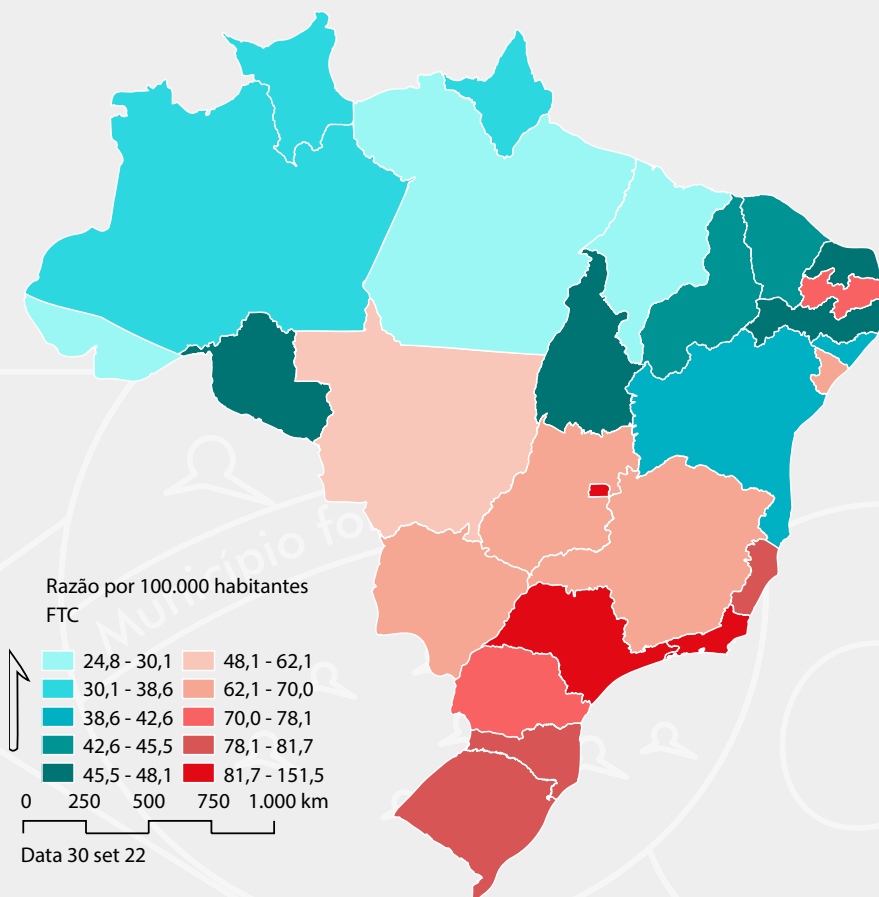 Município fo
Razão por 100.000 habitantes
FTC
24,8 - 30,1
30,1 - 38,6
38,6 - 42,6
42,6 - 45,5
45,5 - 48,1
48,1 - 62,1
62,1 - 70,0
70,0 - 78,1
78,1 - 81,7
81,7 - 151,5
0 250 500 750 1.000 km
Data 30 set 22